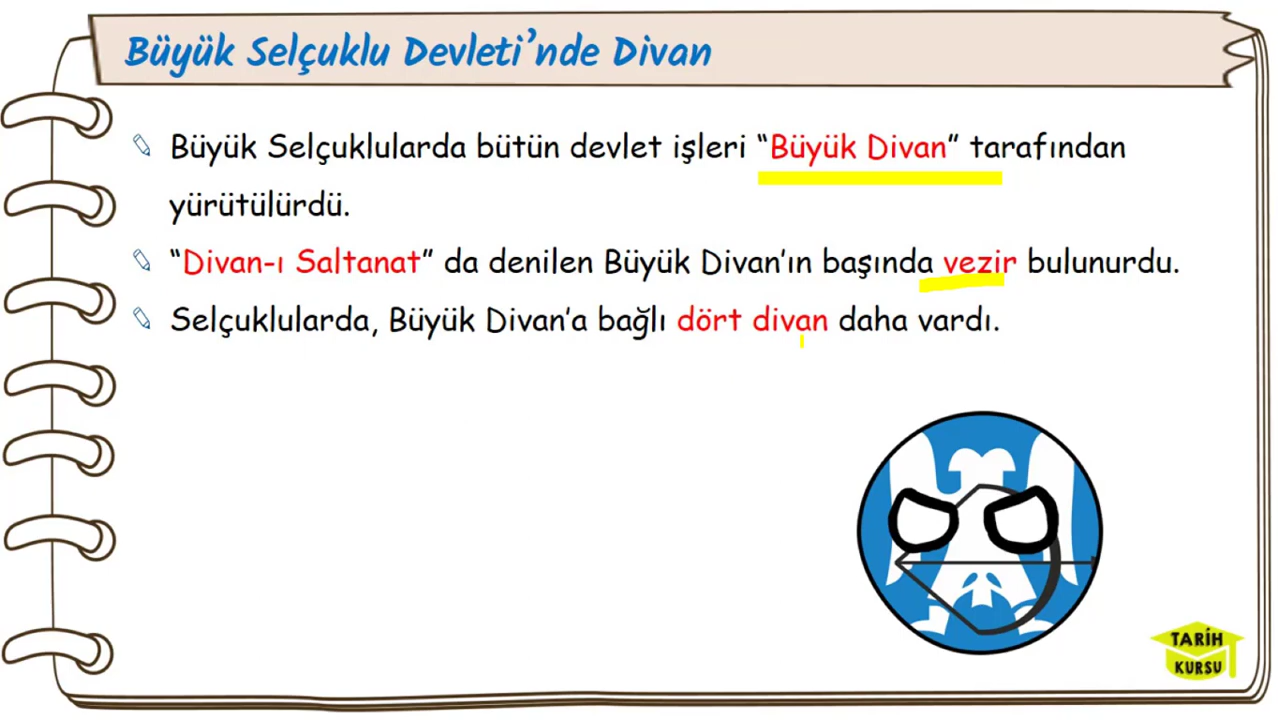 Büyük Selçuklu Devleti’nde Divan
Büyük Selçuklularda bütün devlet işleri “Büyük Divan” tarafından
yürütülürdü.
“Divan-ı Saltanat” da denilen Büyük Divan’ın başında vezir bulunurdu.
Selçuklularda, Büyük Divan’a bağlı dört divan daha vardı.
TARİH
KURSU